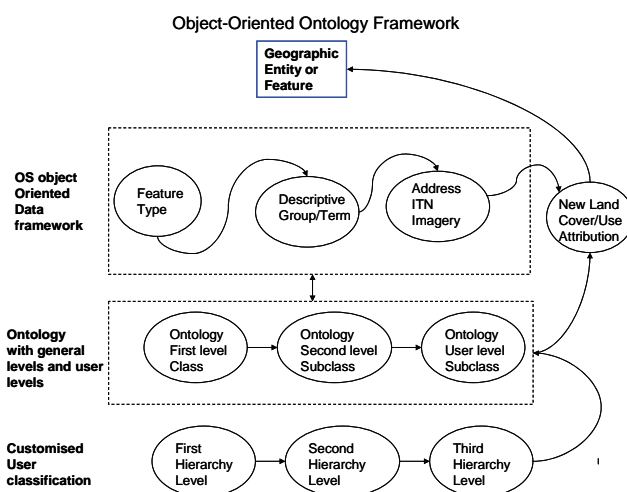 Object-Oriented Ontology Framework
Geographic
Entity or
Feature
OS object
Oriented
Data
framework
Feature
Type
Descriptive
Group/Term
Address
ITN
Imagery
New Land
Cover/Use
Attribution
Ontology
with general
levels and user
levels
Ontology
First level
Class
Ontology
Second level
Subclass
Ontology
User level
Subclass
Customised
User
classification
First
Hierarchy
Level
Second
Hierarchy
Level
Third
Hierarchy
Level